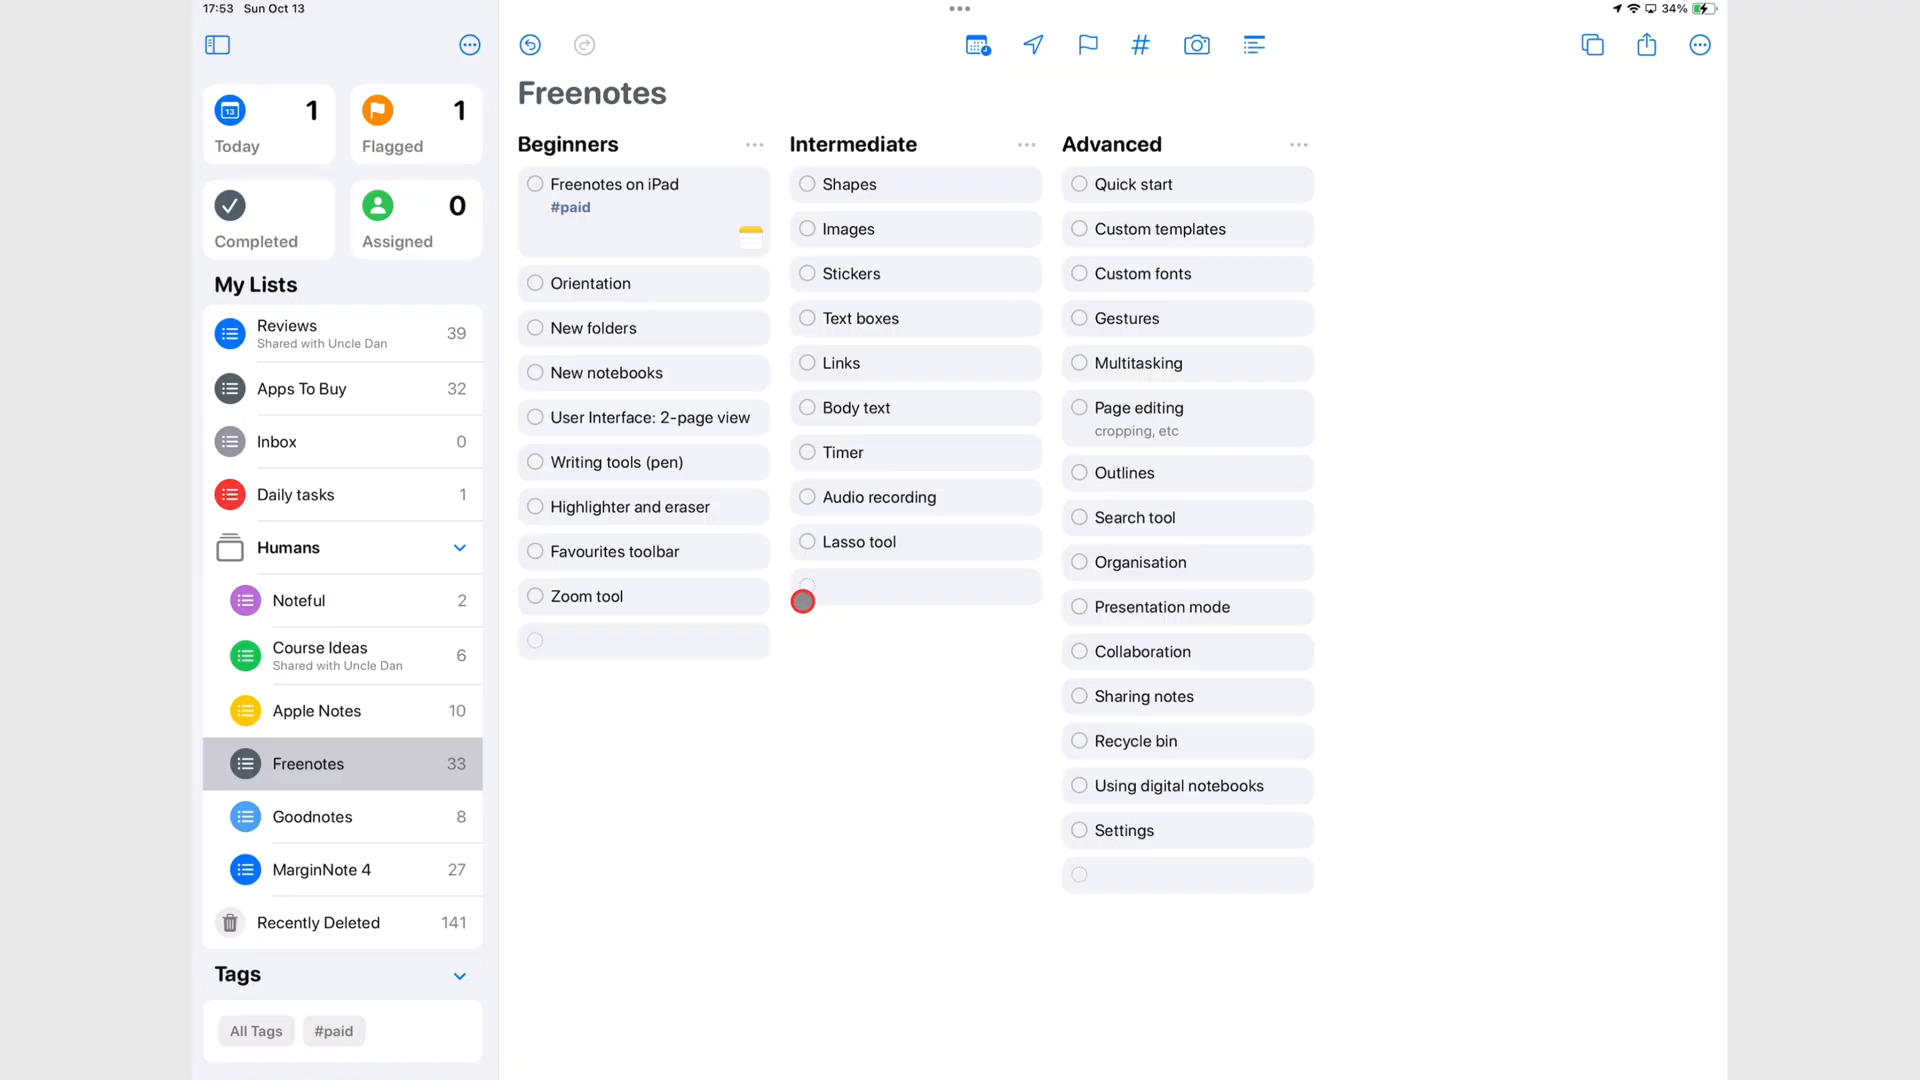 17:53 Sun Oct 13
34%
13
1
Today
1
Flagged
Completed
0
Assigned
My Lists
Reviews
Shared with Uncle Dan
39
Apps To Buy 32
Inbox 0
Daily tasks 1
Humans
Noteful 2
Course Ideas
Shared with Uncle Dan
6
Apple Notes 10
Freenotes 33
Goodnotes 8
MarginNote 4 27
Recently Deleted 141
Tags
All Tags #paid
Freenotes
Beginners
Freenotes on iPad
#paid
Orientation
New folders
New notebooks
User Interface: 2-page view
Writing tools (pen)
Highlighter and eraser
Favourites toolbar
Zoom tool
Intermediate
Shapes
Images
Stickers
Text boxes
Links
Body text
Timer
Audio recording
Lasso tool
Advanced
Quick start
Custom templates
Custom fonts
Gestures
Multitasking
Page editing
cropping, etc
Outlines
Search tool
Organisation
Presentation mode
Collaboration
Sharing notes
Recycle bin
Using digital notebooks
Settings